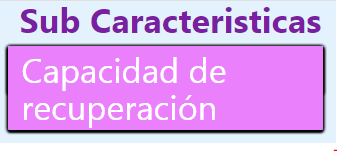 Sub Caracteristicas
Capacidad de
recuperación